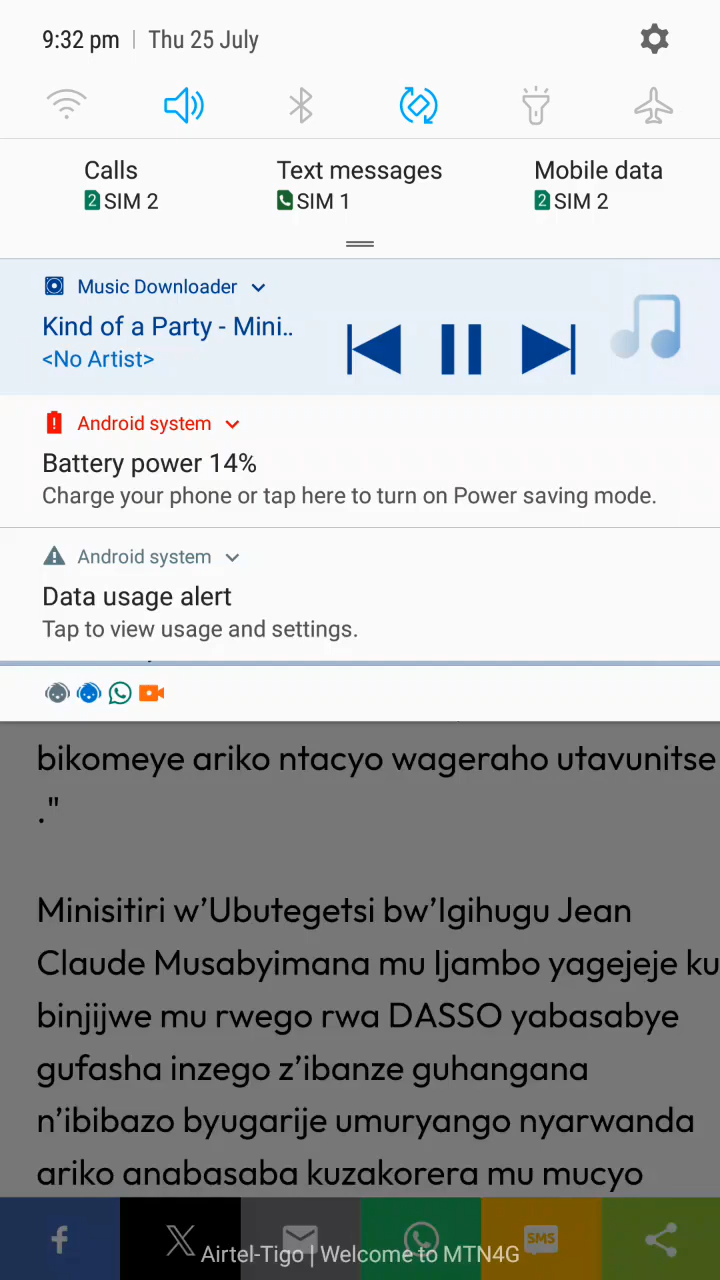 9:32 pm | Thu 25 July
Calls
2 SIM 2
Text messages
SIM 1
Mobile data
2 SIM 2
Music Downloader
Kind of a Party - Mini..
<No Artist>
Android system
Battery power 14%
Charge your phone or tap here to turn on Power saving mode.
Android system
Data usage alert
Tap to view usage and settings.
bikomeye ariko ntacyo wageraho utavunitse
."
Minisitiri w'Ubutegetsi bw'Igihugu Jean
Claude Musabyimana mu Ijambo yagejeje ku
binjijwe mu rwego rwa DASSO yabasabye
gufasha inzego z'ibanze guhangana
n'ibibazo byugarije umuryango nyarwanda
ariko anabasaba kuzakorera mu mucyo
SMS
Airtel-Tigo | Welcome to MTN4G